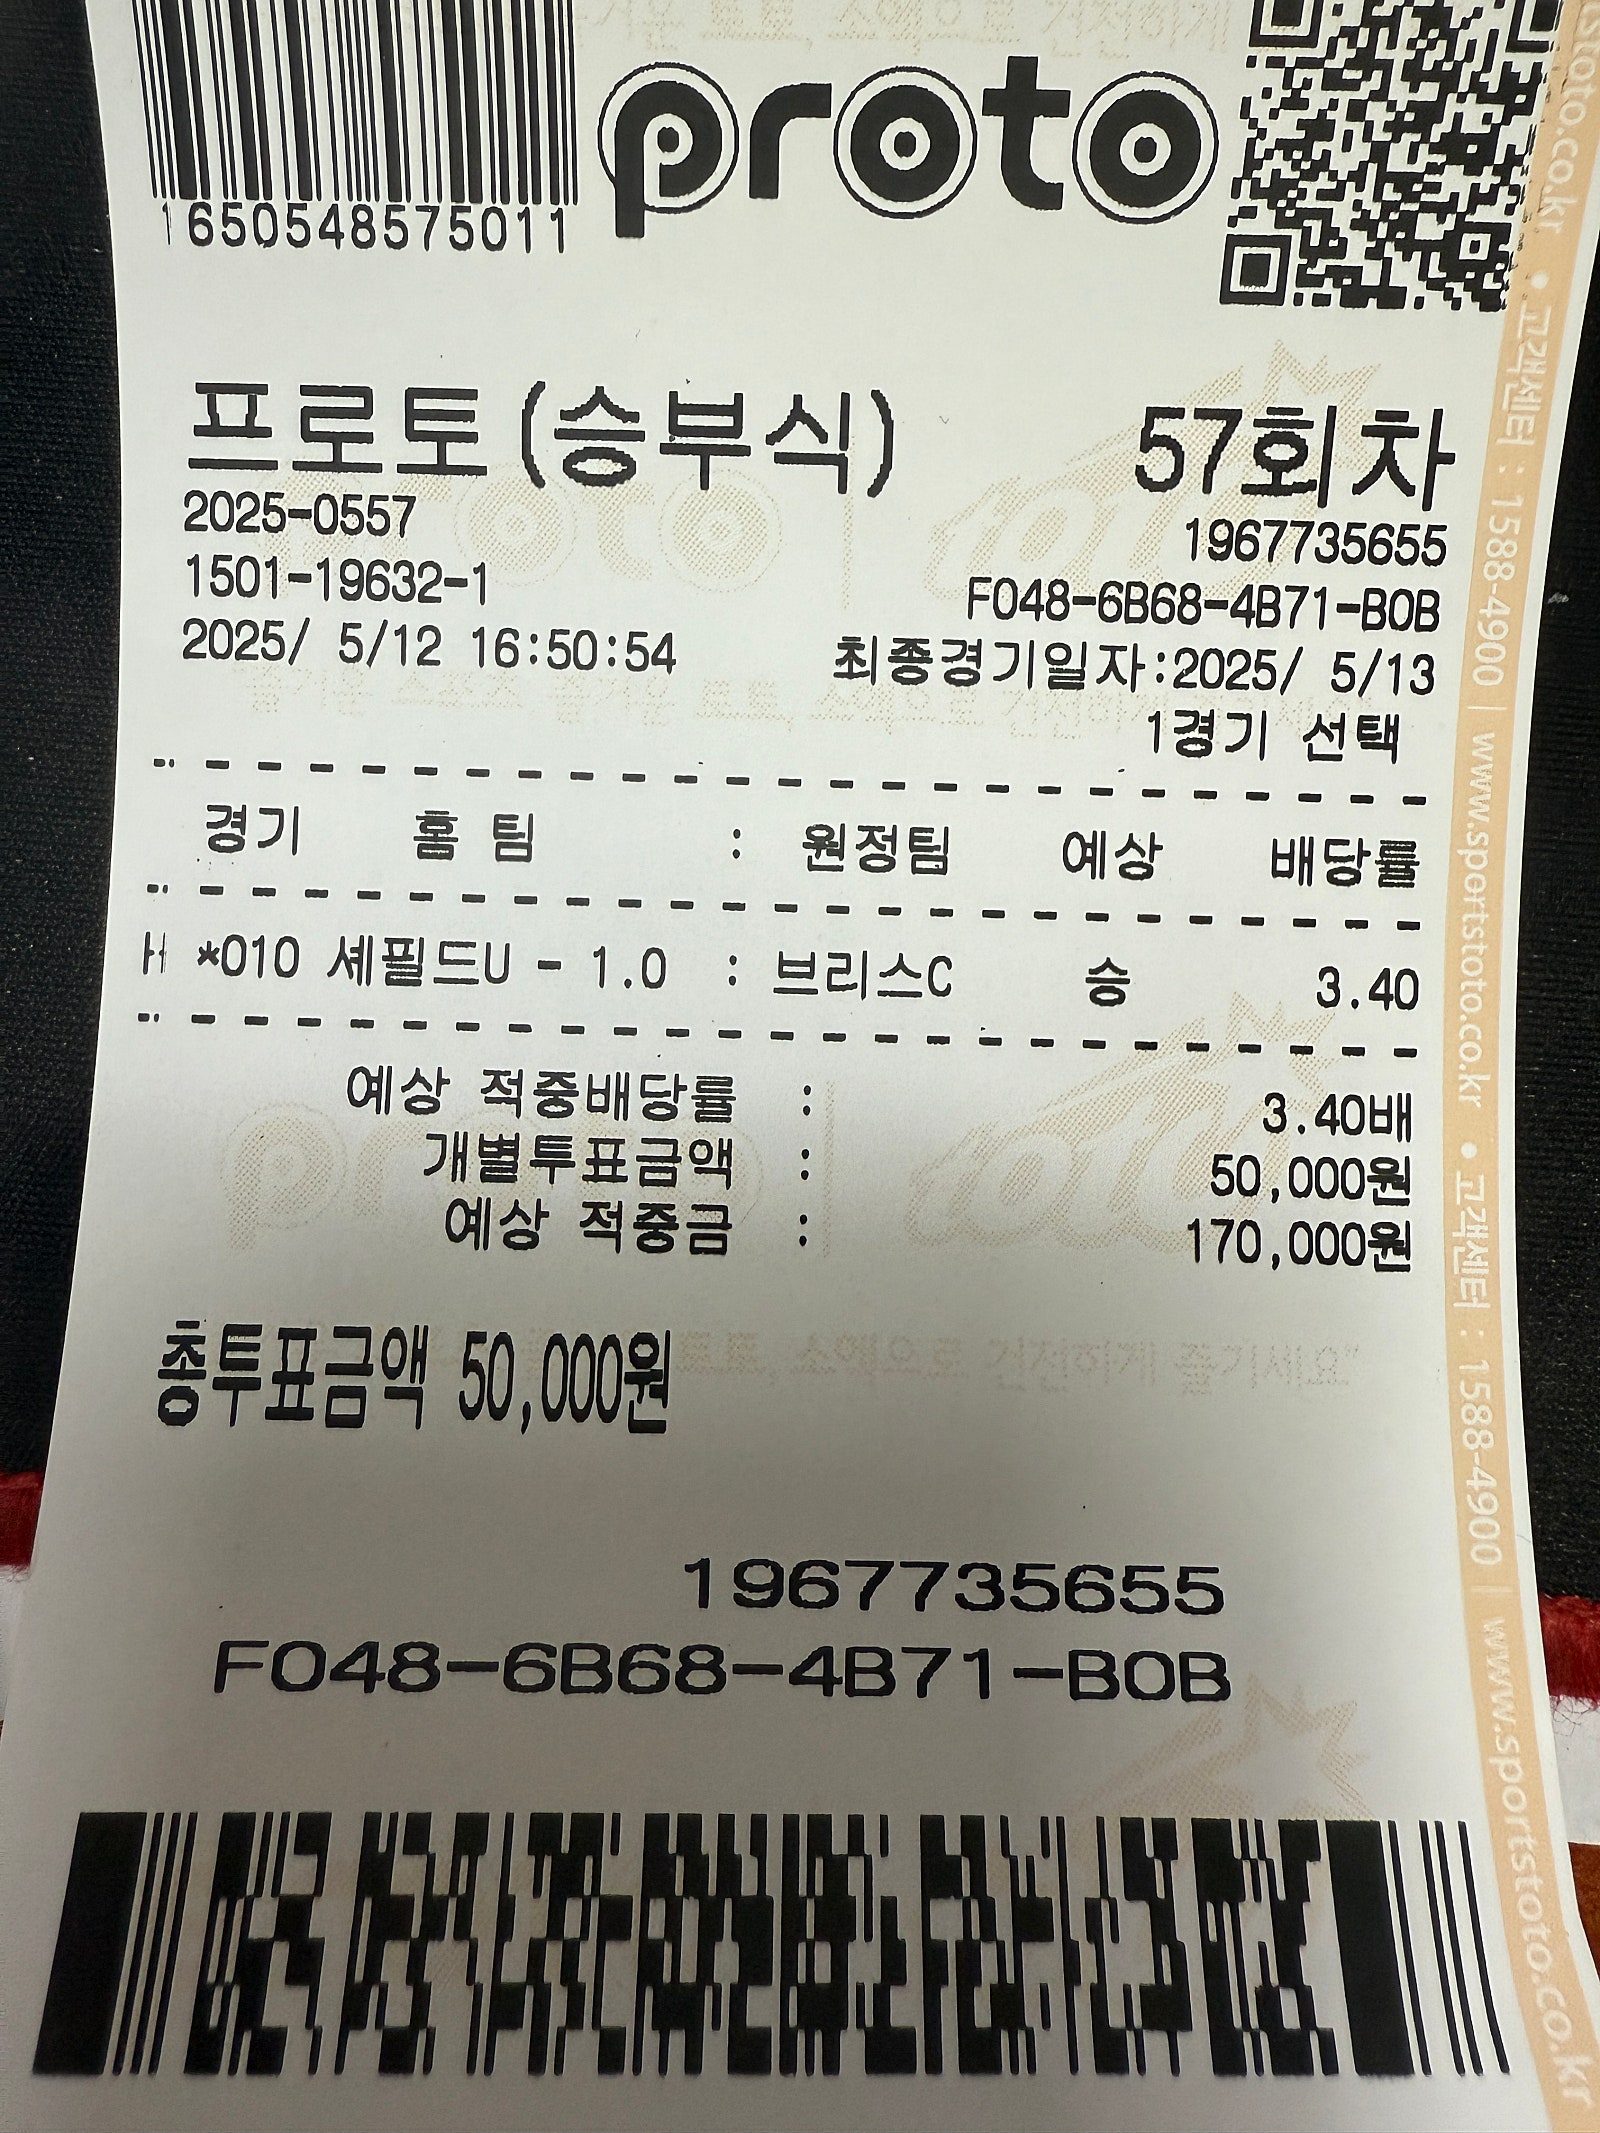 1650548575011
proto
프로토(승부식) 57회차
2025-0557 1967735655
1501-19632-1 F048-6B68-4B71-B0B
2025/ 5/12 16:50:54 최종경기일자:2025/ 5/13
1경기 선택
경기 홈 팀 : 원정팀 예상 배당률
H *010 셰필드U - 1.0 : 브리스C 승 3.40
예상 적중배당률 : 3.40배
개별투표금액 : 50,000원
예상 적중금 : 170,000원
총투표금액 50,000원
1967735655
F048-6B68-4B71-B0B
고객센터 : 1588-4900 | www.sportstoto.co.kr • 고객센터 : 1588-4900 | www.sportstoto.co.kr